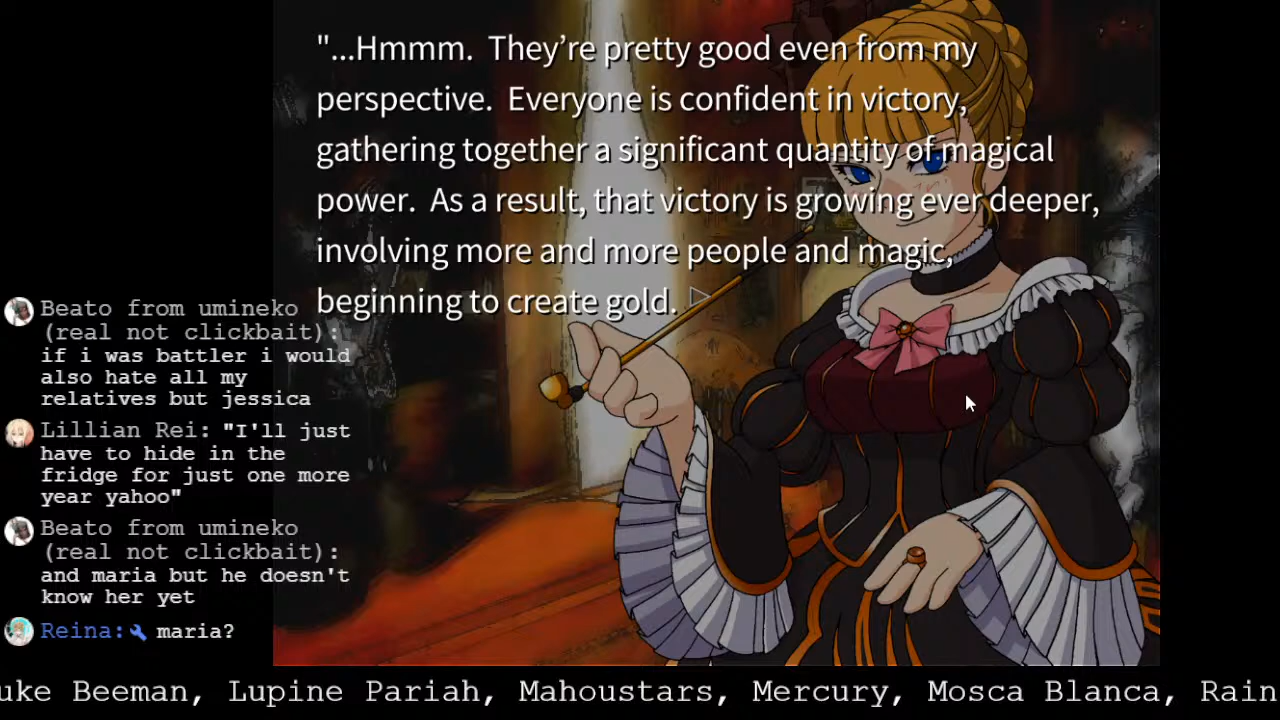 "...Hmmm.  They’re pretty good even from my
perspective.  Everyone is confident in victory,
gathering together a significant quantity of magical
power.  As a result, that victory is growing ever deeper,
involving more and more people and magic,
beginning to create gold.
Beato from umineko
(real not clickbait):
if i was battler i would
also hate all my
relatives but jessica
Lillian Rei: "I'll just
have to hide in the
fridge for just one more
year yahoo"
Beato from umineko
(real not clickbait):
and maria but he doesn't
know her yet
Reina: maria?
uke Beeman, Lupine Pariah, Mahoustars, Mercury, Mosca Blanca, Rain